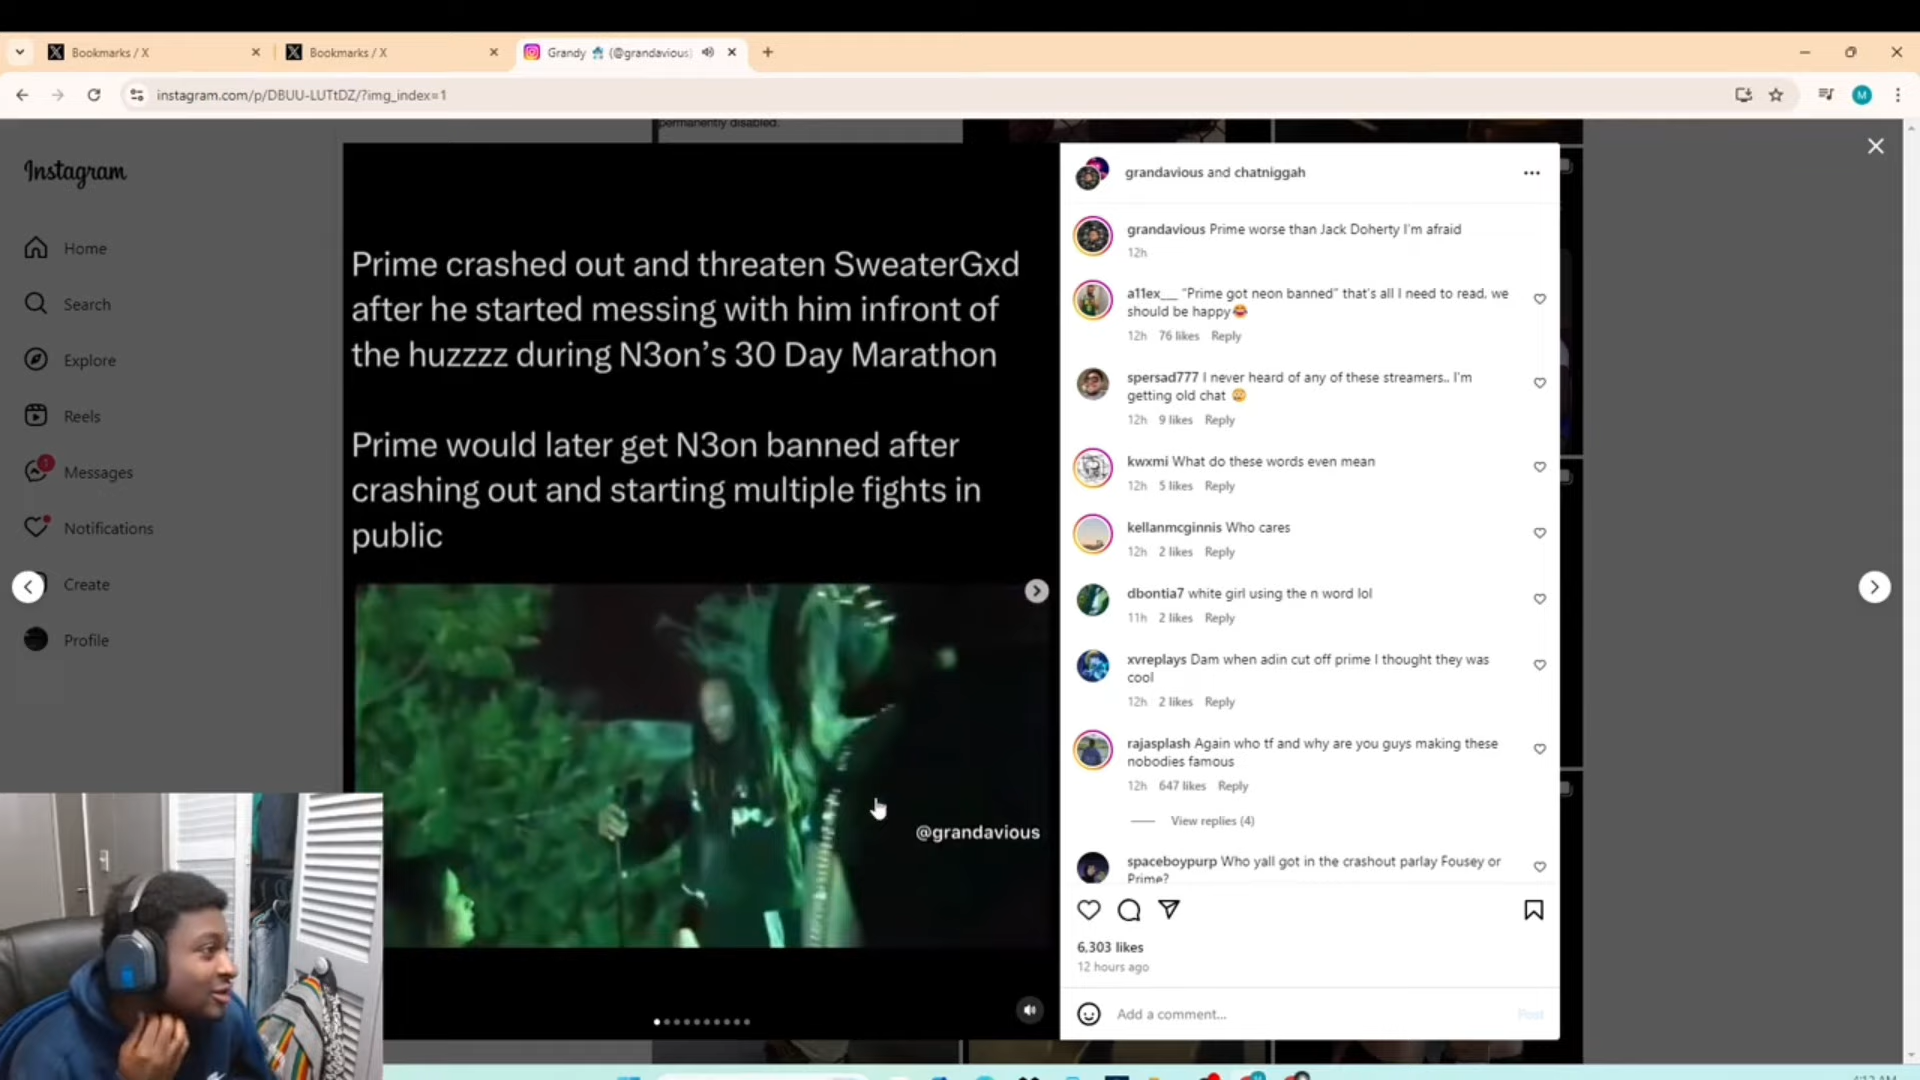 Bookmarks / X
Bookmarks / X
Grandy (@grandavious)
instagram.com/p/DBUU-LUTtDZ/?img_index=1
M
permanently disabled.
Instagram
Home
Search
Explore
Reels
1
Messages
Notifications
Create
Profile
Prime crashed out and threaten SweaterGxd
after he started messing with him infront of
the huzzzz during N3on's 30 Day Marathon
Prime would later get N3on banned after
crashing out and starting multiple fights in
public
@grandavious
grandavious and chatniggah
grandavious Prime worse than Jack Doherty I'm afraid
12h
a11ex___ "Prime got neon banned" that's all I need to read, we
should be happy😂
12h 76 likes Reply
spersad777 I never heard of any of these streamers.. I'm
getting old chat 😩
12h 9 likes Reply
kwxmi What do these words even mean
12h 5 likes Reply
kellanmcginnis Who cares
12h 2 likes Reply
dbontia7 white girl using the n word lol
11h 2 likes Reply
xvreplays Dam when adin cut off prime I thought they was
cool
12h 2 likes Reply
rajasplash Again who tf and why are you guys making these
nobodies famous
12h 647 likes Reply
View replies (4)
spaceboypurp Who yall got in the crashout parlay Fousey or
Prime?
6,303 likes
12 hours ago
Add a comment...
Post